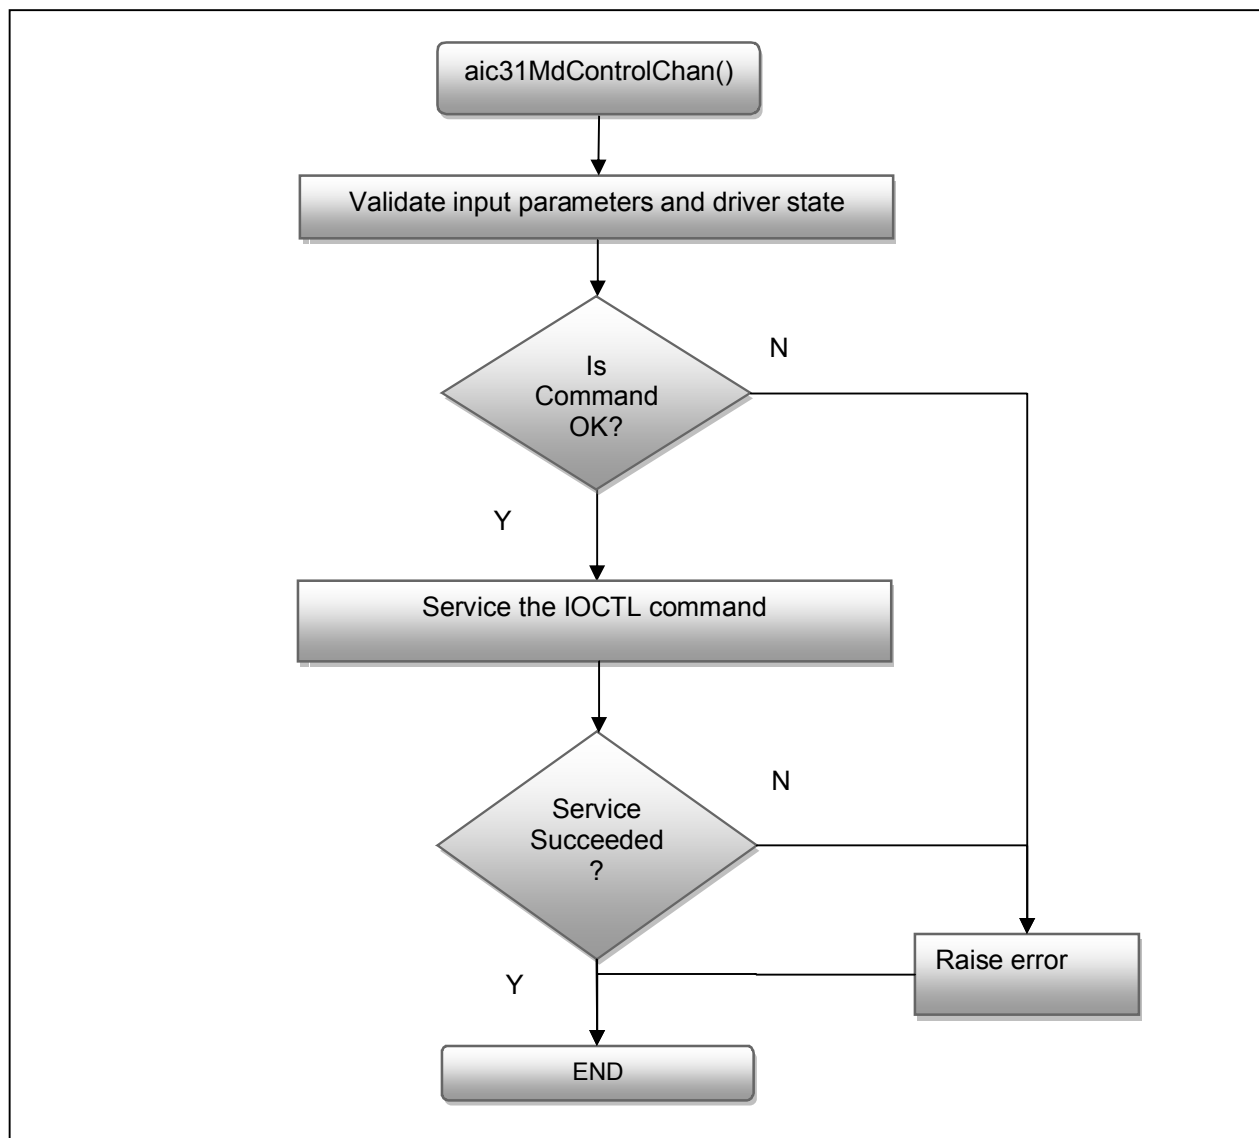 aic31MdControlChan()
Validate input parameters and driver state
Is
Command
OK?
N
Y
Service the IOCTL command
Service
Succeeded
?
N
Y
Raise error
END